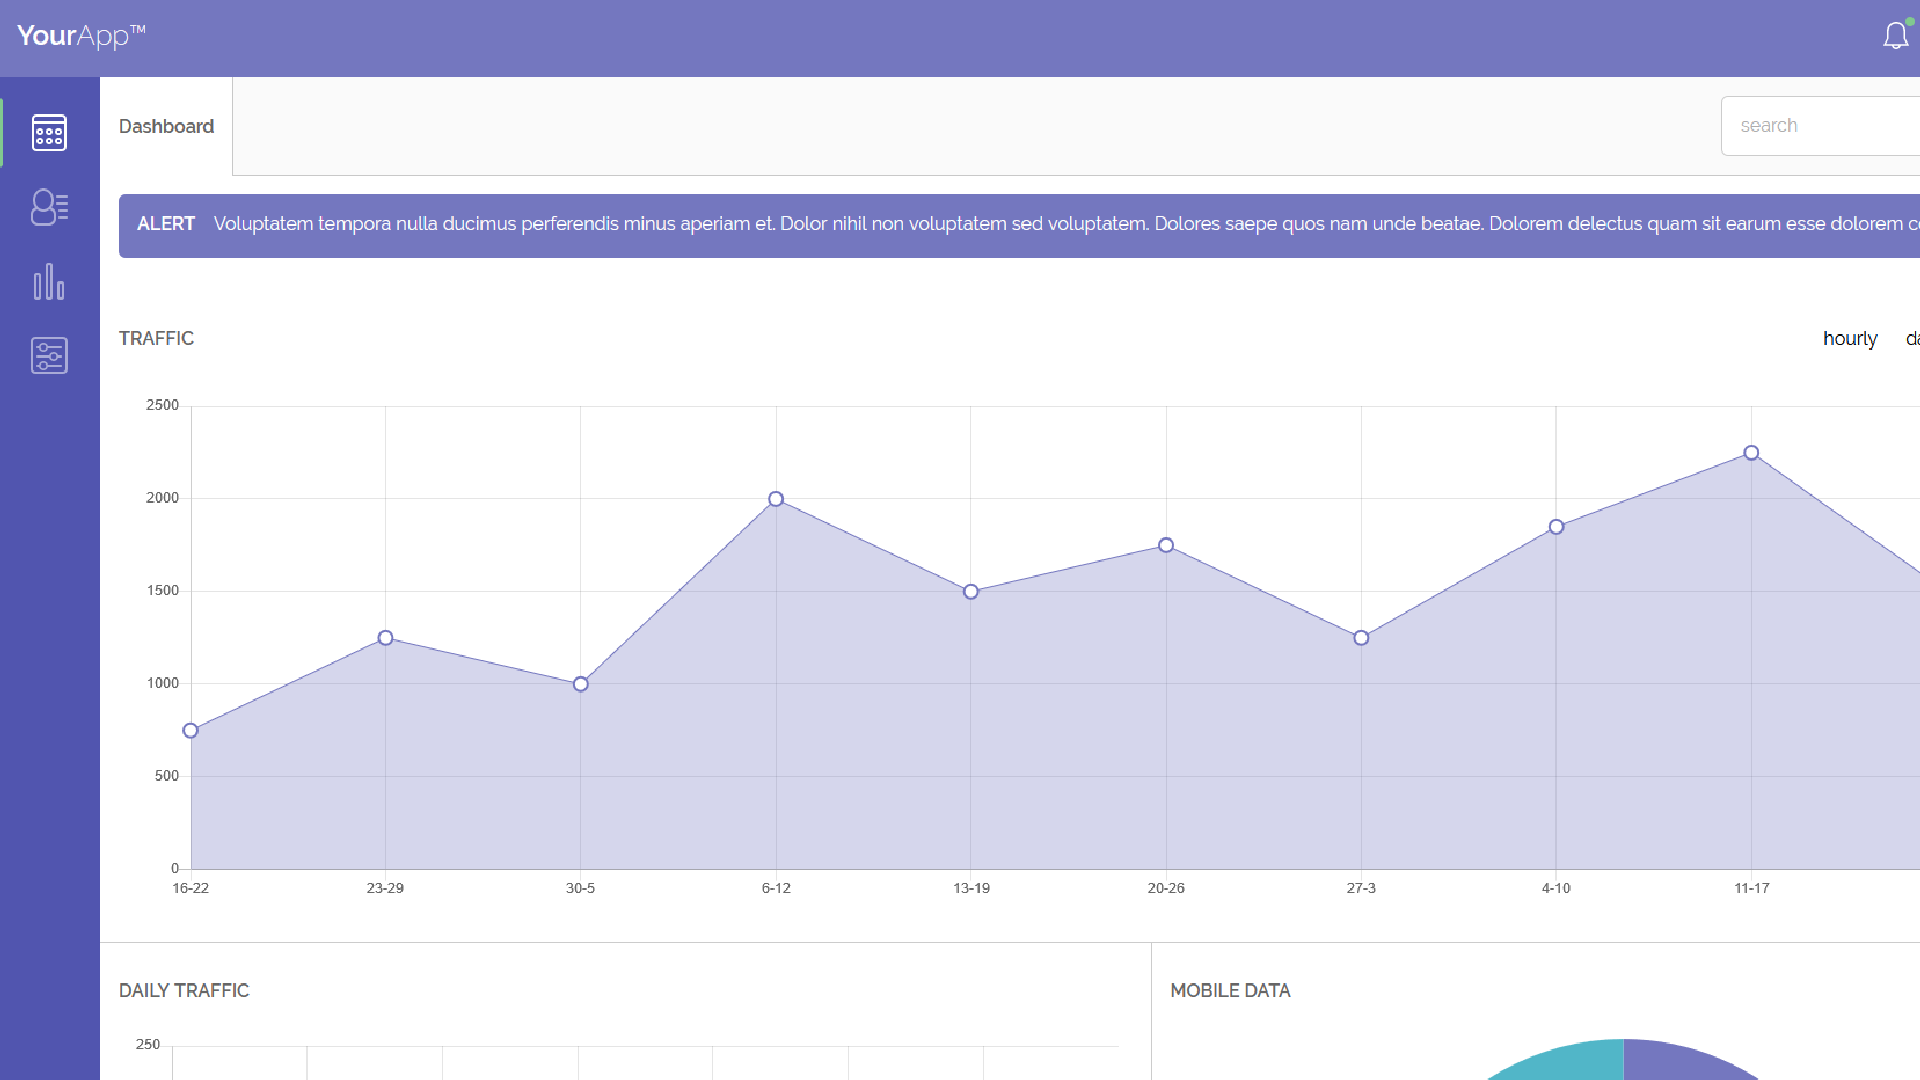 YourApp™
Dashboard
search
ALERT Voluptatem tempora nulla ducimus perferendis minus aperiam et. Dolor nihil non voluptatem sed voluptatem. Dolores saepe quos nam unde beatae. Dolorem delectus quam sit earum esse dolorem
TRAFFIC
hourly
2500
2000
1500
1000
500
0
16-22 23-29 30-5 6-12 13-19 20-26 27-3 4-10 11-17
DAILY TRAFFIC
250
MOBILE DATA